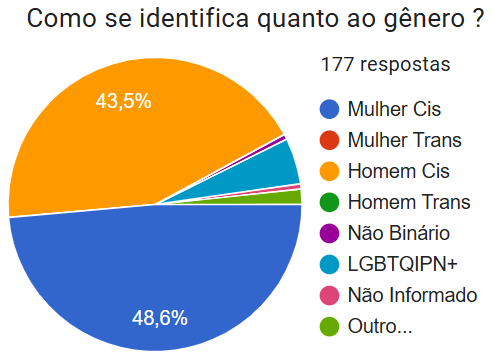 Como se identifica quanto ao gênero ?
177 respostas
43,5%
48,6%
Mulher Cis
Mulher Trans
Homem Cis
Homem Trans
Não Binário
LGBTQIPN+
Não Informado
Outro...